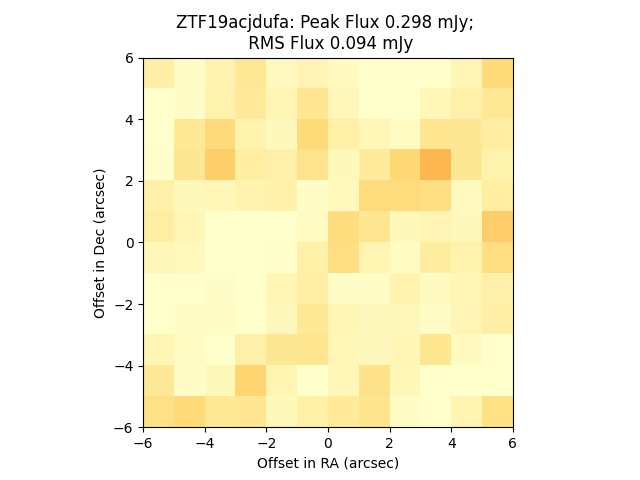 ZTF19acjdufa: Peak Flux 0.298 mJy;
RMS Flux 0.094 mJy
6
4
2
0
−2
−4
−6
Offset in Dec (arcsec)
−6 −4 −2 0 2 4 6
Offset in RA (arcsec)